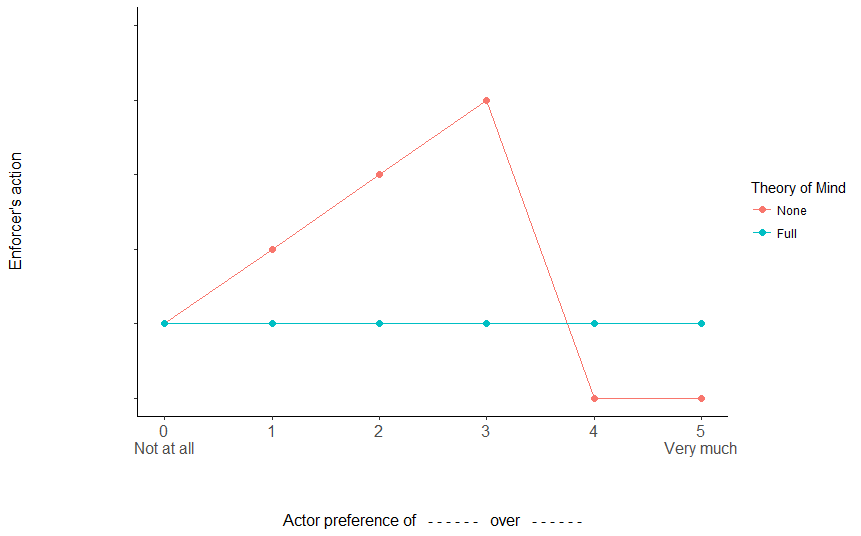 Enforcer's action
Theory of Mind
None
Full
0 1 2 3 4 5
Not at all Very much
Actor preference of ------ over ------